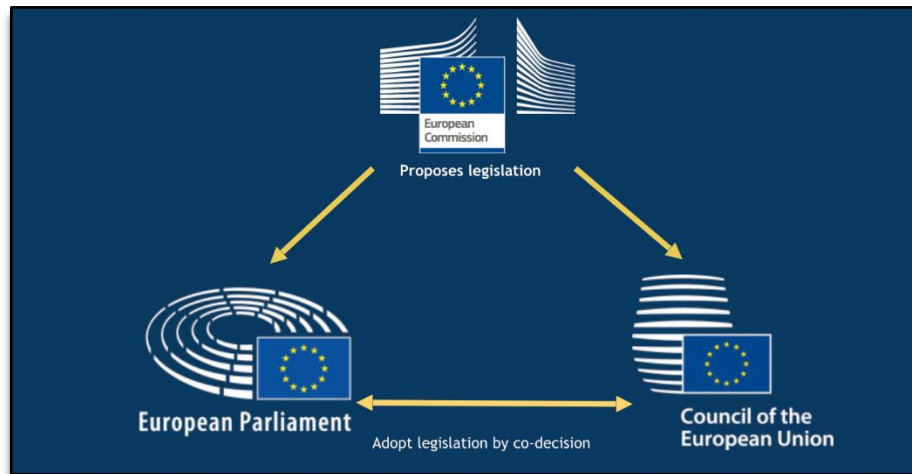 European
Commission
Proposes legislation
European Parliament
Council of the
European Union
Adopt legislation by co-decision